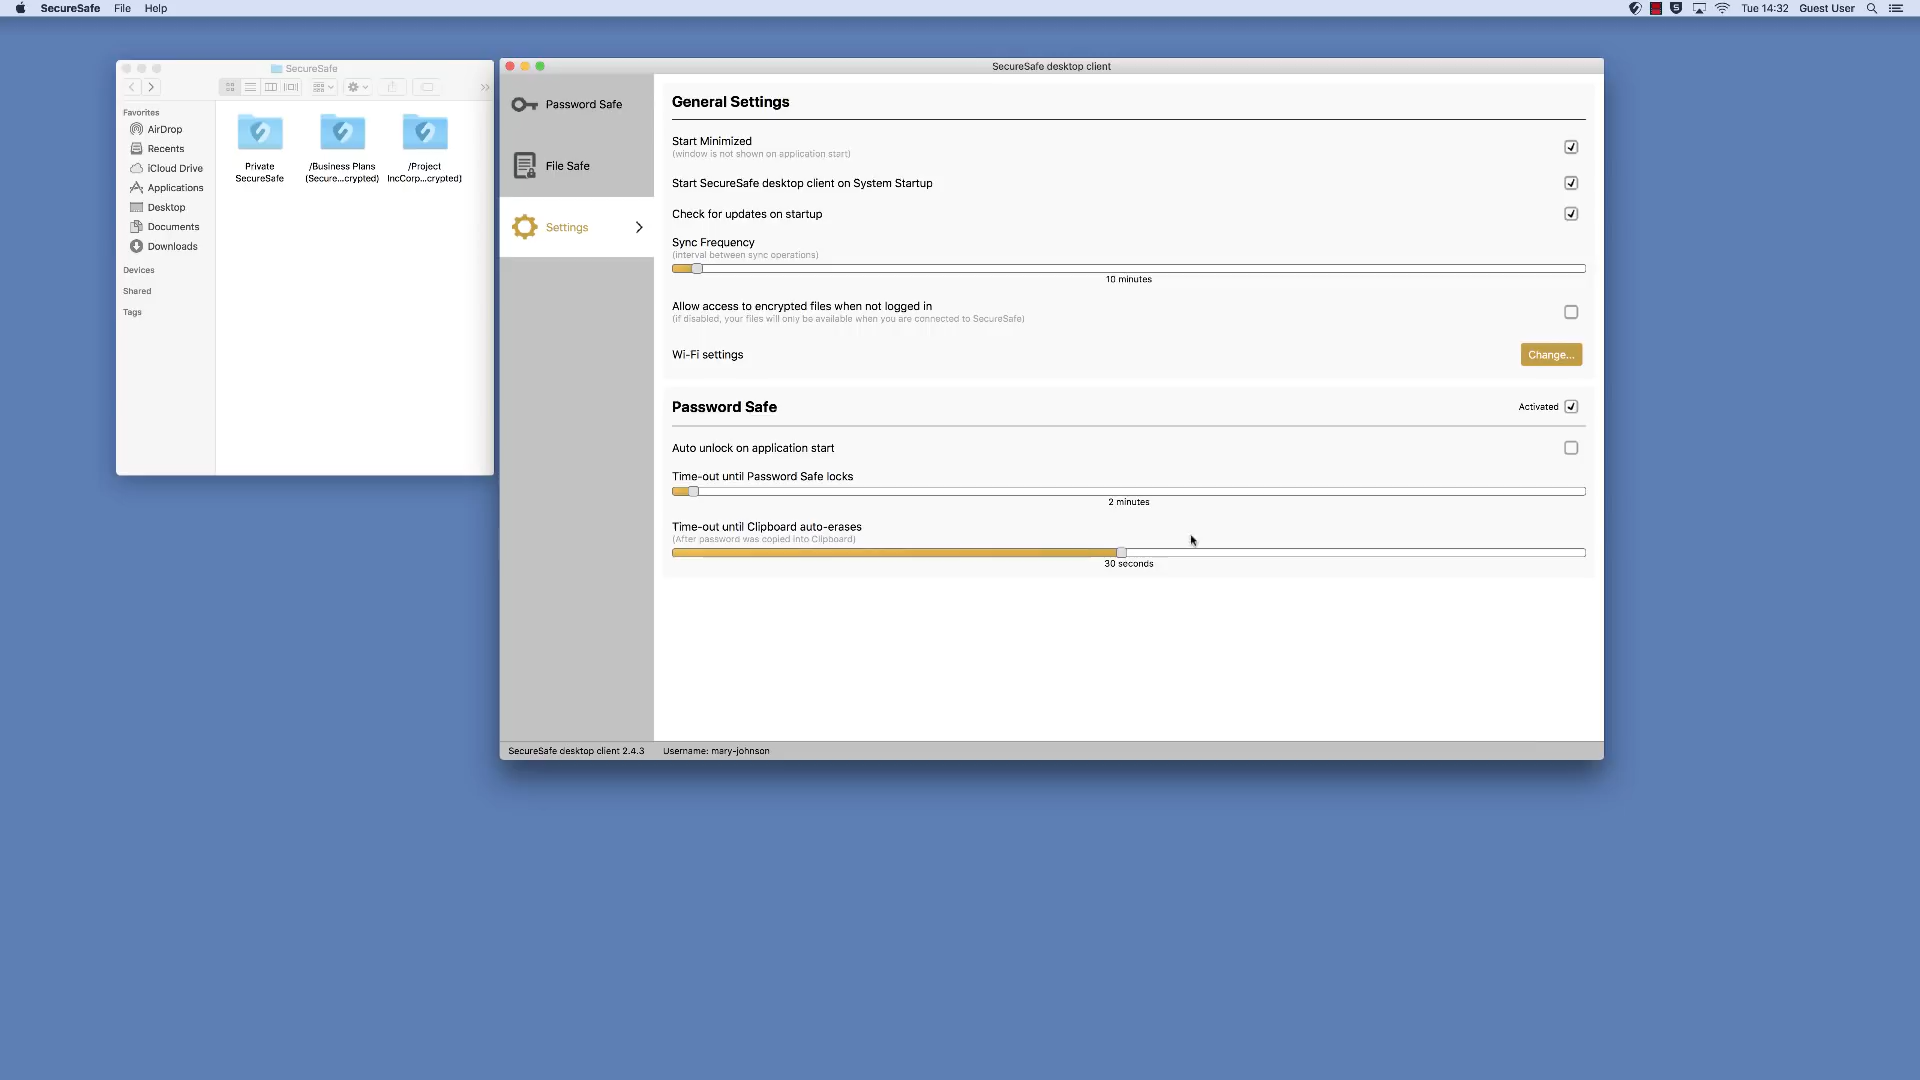 SecureSafe File Help
Tue 14:32 Guest User
SecureSafe
Favorites
AirDrop
Recents
iCloud Drive
Applications
Desktop
Documents
Downloads
Devices
Shared
Tags
Private
SecureSafe
/Business Plans
(Secure...crypted)
/Project
IncCorp...crypted)
SecureSafe desktop client
Password Safe
File Safe
Settings
General Settings
Start Minimized
(window is not shown on application start)
Start SecureSafe desktop client on System Startup
Check for updates on startup
Sync Frequency
(interval between sync operations)
10 minutes
Allow access to encrypted files when not logged in
(if disabled, your files will only be available when you are connected to SecureSafe)
Wi-Fi settings
Change...
Password Safe
Activated
Auto unlock on application start
Time-out until Password Safe locks
2 minutes
Time-out until Clipboard auto-erases
(After password was copied into Clipboard)
30 seconds
SecureSafe desktop client 2.4.3 Username: mary-johnson